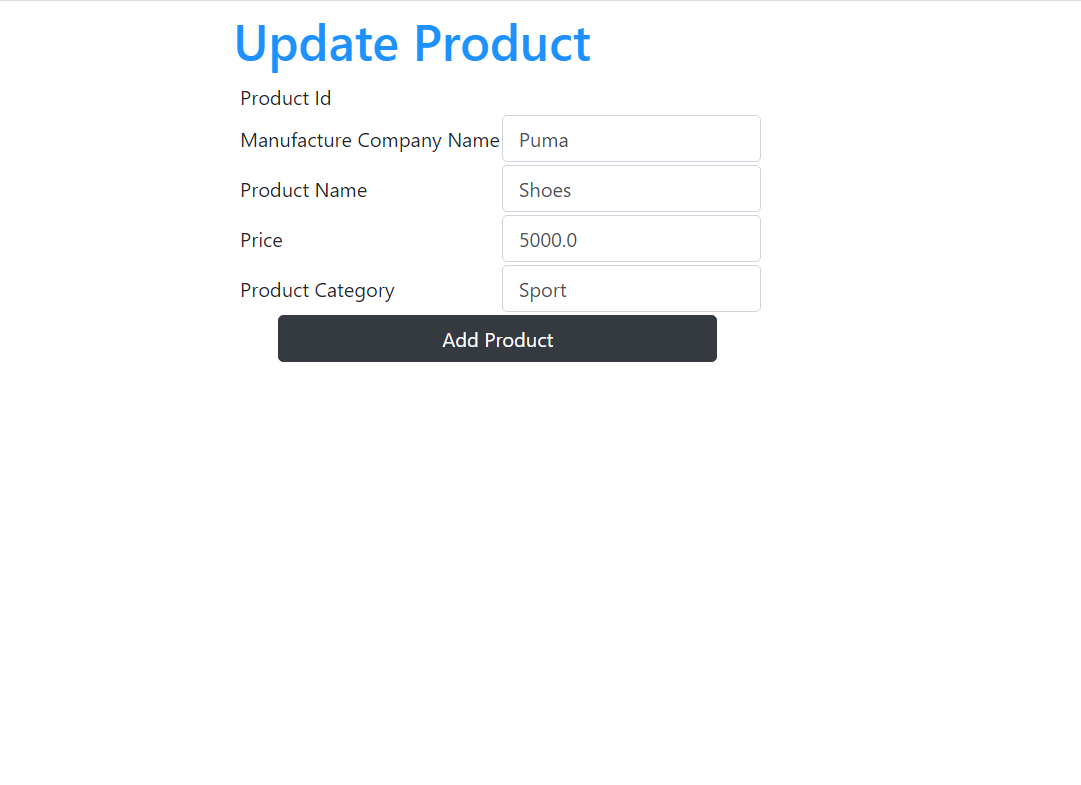 Update Product
Product Id
Manufacture Company Name Puma
Product Name Shoes
Price 5000.0
Product Category Sport
Add Product